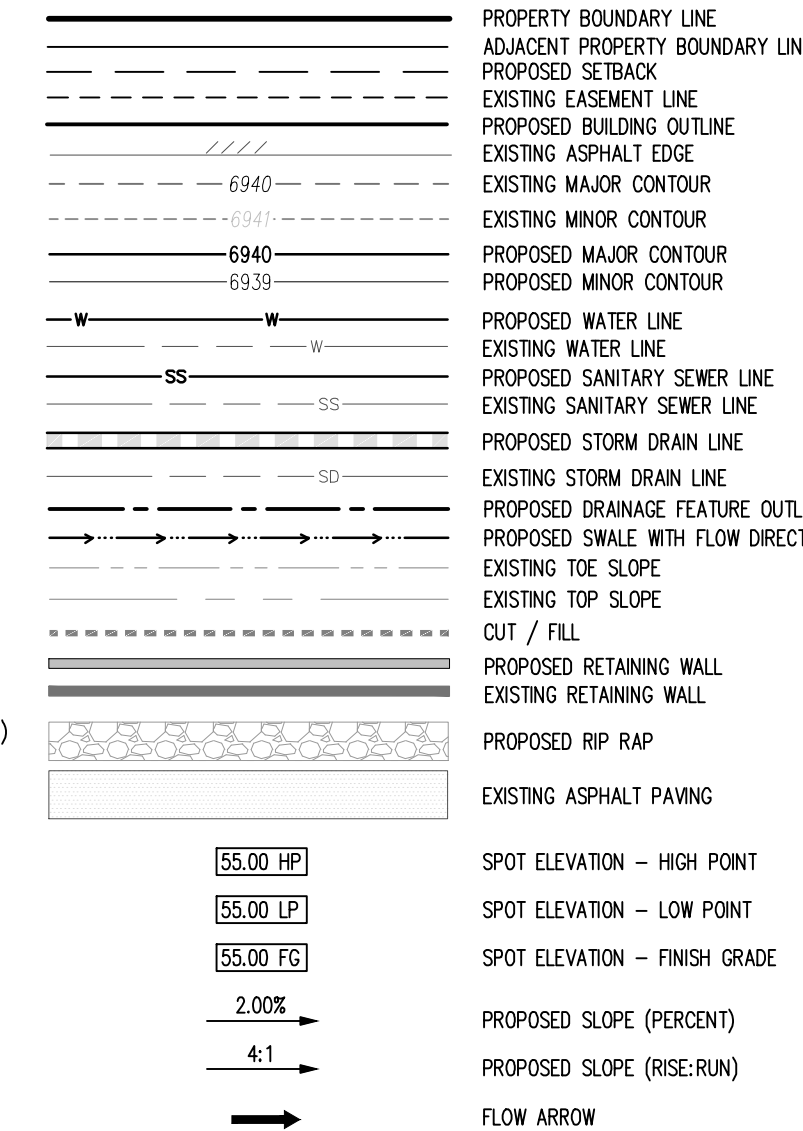 PROPERTY BOUNDARY LINE
ADJACENT PROPERTY BOUNDARY LIN
PROPOSED SETBACK
EXISTING EASEMENT LINE
PROPOSED BUILDING OUTLINE
EXISTING ASPHALT EDGE
6940 EXISTING MAJOR CONTOUR
6941 EXISTING MINOR CONTOUR
6940 PROPOSED MAJOR CONTOUR
6939 PROPOSED MINOR CONTOUR
W W PROPOSED WATER LINE
W EXISTING WATER LINE
SS PROPOSED SANITARY SEWER LINE
SS EXISTING SANITARY SEWER LINE
PROPOSED STORM DRAIN LINE
SD EXISTING STORM DRAIN LINE
PROPOSED DRAINAGE FEATURE OUTL
PROPOSED SWALE WITH FLOW DIRECT
EXISTING TOE SLOPE
EXISTING TOP SLOPE
CUT / FILL
PROPOSED RETAINING WALL
EXISTING RETAINING WALL
) PROPOSED RIP RAP
EXISTING ASPHALT PAVING
55.00 HP SPOT ELEVATION – HIGH POINT
55.00 LP SPOT ELEVATION – LOW POINT
55.00 FG SPOT ELEVATION – FINISH GRADE
2.00% PROPOSED SLOPE (PERCENT)
4:1 PROPOSED SLOPE (RISE:RUN)
FLOW ARROW